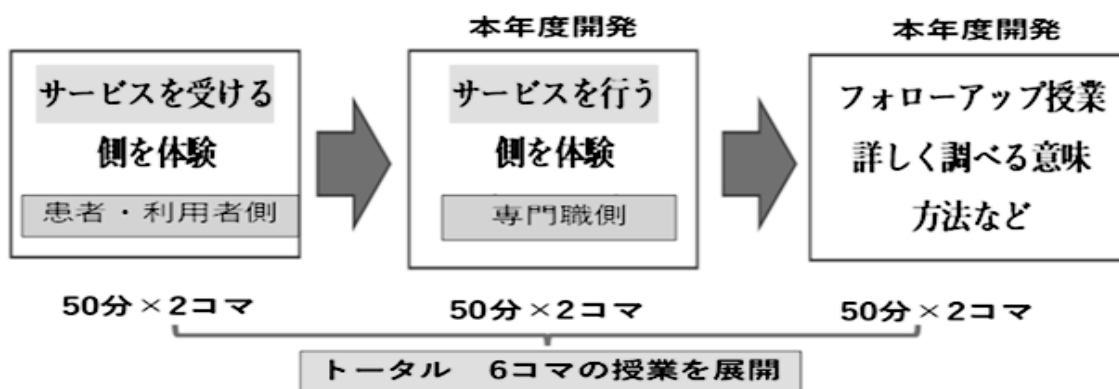 サービスを受ける
側を体験
患者・利用者側
50分×2コマ
本年度開発
サービスを行う
側を体験
専門職側
50分×2コマ
本年度開発
フォローアップ授業
詳しく調べる意味
方法など
50分×2コマ
トータル　6コマの授業を展開